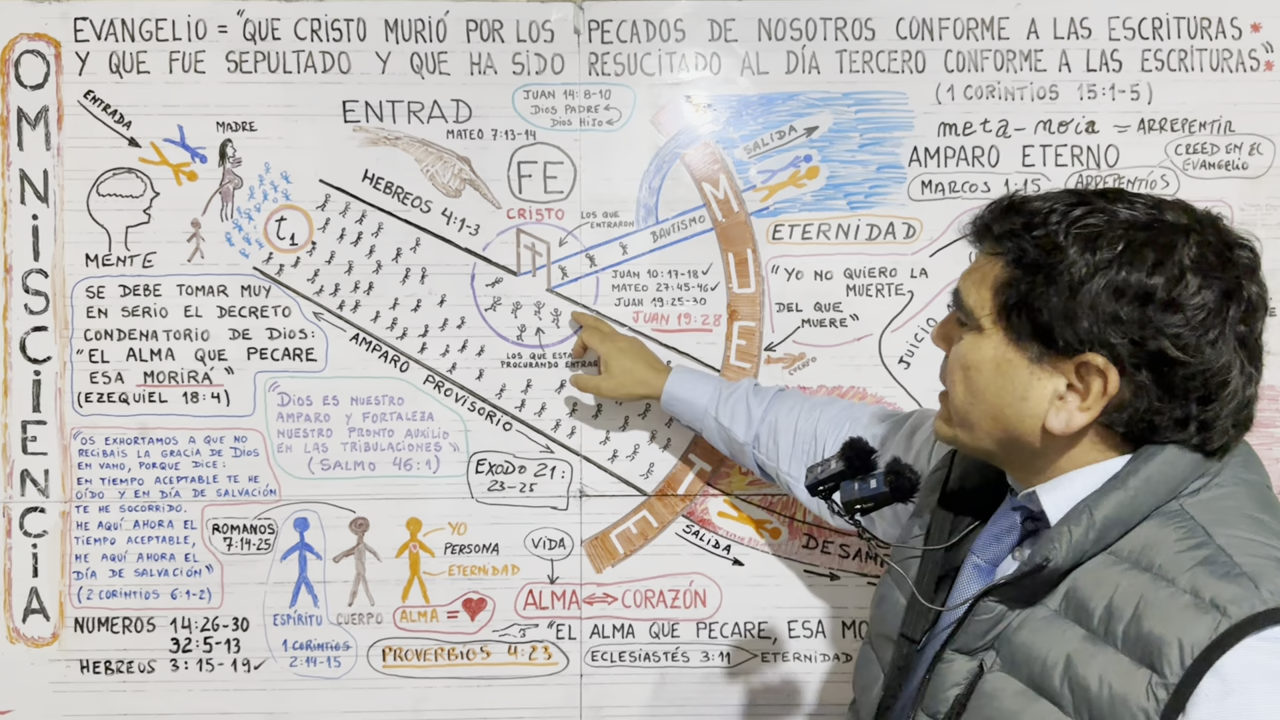 EVANGELIO = "QUE CRISTO MURIÓ POR LOS PECADOS DE NOSOTROS CONFORME A LAS ESCRITURAS
Y QUE FUE SEPULTADO Y QUE HA SIDO RESUCITADO AL DÍA TERCERO CONFORME A LAS ESCRITURAS"
(1 CORINTIOS 15:1-5)
OMNISCIENCIA
ENTRADA
MADRE
MENTE
t1
ENTRAD
MATEO 7:13-14
JUAN 14:8-10
DIOS PADRE
DIOS HIJO
FE
HEBREOS 4:1-3
CRISTO
LOS QUE
ENTRARON
BAUTISMO
SALIDA
meta-noia = ARREPENTIR
AMPARO ETERNO
CREED EN EL
EVANGELIO
MARCOS 1:15
ARREPENTÍOS
ETERNIDAD
"YO NO QUIERO LA
MUERTE
DEL QUE
MUERE"
JUICIO
CUERPO
JUAN 10:17-18
MATEO 27:45-46
JUAN 19:25-30
JUAN 19:28
LOS QUE ESTA
PROCURANDO ENTRAR
MUE
TE
AMPARO PROVISORIO
SE DEBE TOMAR MUY
EN SERIO EL DECRETO
CONDENATORIO DE DIOS:
"EL ALMA QUE PECARE
ESA MORIRÁ"
(EZEQUIEL 18:4)
"DIOS ES NUESTRO
AMPARO Y FORTALEZA
NUESTRO PRONTO AUXILIO
EN LAS TRIBULACIONES"
(SALMO 46:1)
EXODO 21:
23-25
"OS EXHORTAMOS A QUE NO
RECIBAIS LA GRACIA DE DIOS
EN VANO, PORQUE DICE:
EN TIEMPO ACEPTABLE TE HE
OÍDO Y EN DÍA DE SALVACIÓN
TE HE SOCORRIDO.
HE AQUÍ AHORA EL
TIEMPO ACEPTABLE,
HE AQUÍ AHORA EL
DÍA DE SALVACIÓN"
(2 CORINTIOS 6:1-2)
ROMANOS
7:14-25
ESPÍRITU
CUERPO
YO
PERSONA
ETERNIDAD
ALMA =
1 CORINTIOS
2:14-15
VIDA
ALMA CORAZÓN
SALIDA
DESAM
NUMEROS 14:26-30
32:5-13
HEBREOS 3:15-19
PROVERBIOS 4:23
"EL ALMA QUE PECARE, ESA MO
ECLESIASTÉS 3:11 ETERNIDAD